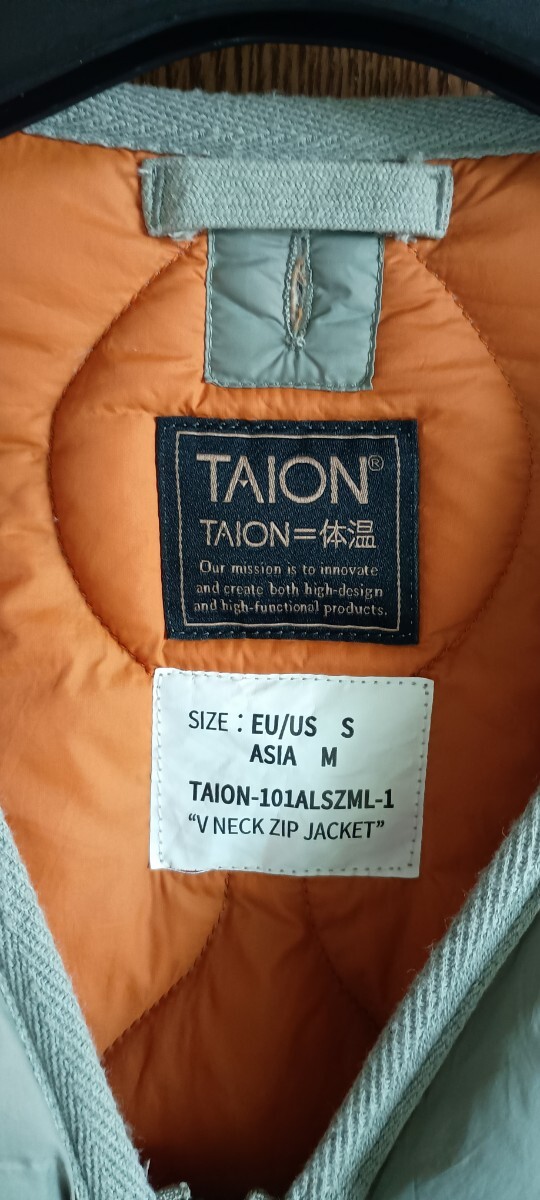 TAION®
TAION=体温
Our mission is to innovate
and create both high-design
and high-functional products.
SIZE : EU/US S
ASIA M
TAION-101ALSZML-1
“V NECK ZIP JACKET”